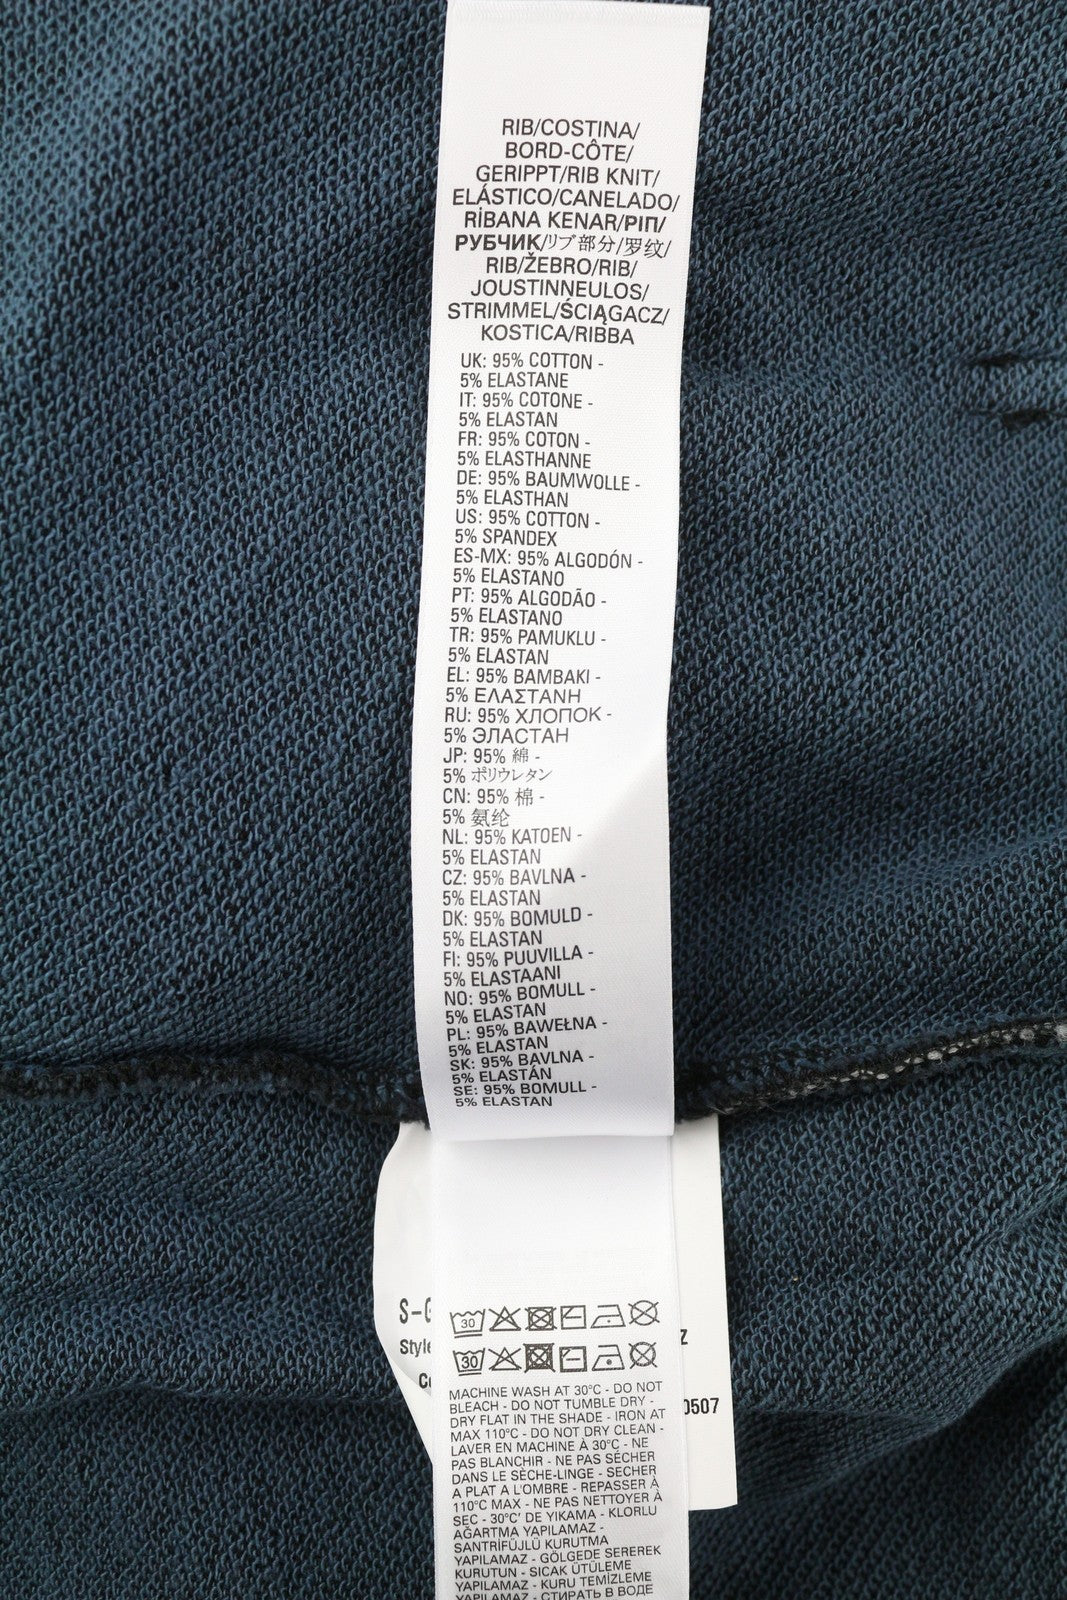 RIB/COSTINA/
BORD-CÔTE/
GERIPPT/RIB KNIT/
ELÁSTICO/CANELADO/
RİBANA KENAR/ΡΙΠ/
РУБЧИК/リブ部分/罗纹/
RIB/ŽEBRO/RIB/
JOUSTINNEULOS/
STRIMMEL/ŚCIĄGACZ/
KOSTICA/RIBBA
UK: 95% COTTON -
5% ELASTANE
IT: 95% COTONE -
5% ELASTAN
FR: 95% COTON -
5% ELASTHANNE
DE: 95% BAUMWOLLE -
5% ELASTHAN
US: 95% COTTON -
5% SPANDEX
ES-MX: 95% ALGODÓN -
5% ELASTANO
PT: 95% ALGODÃO -
5% ELASTANO
TR: 95% PAMUKLU -
5% ELASTAN
EL: 95% ΒΑΜΒΑΚΙ -
5% ΕΛΑΣΤΑΝΗ
RU: 95% ХЛОПОК -
5% ЭЛАСТАН
JP: 95% 綿 -
5% ポリウレタン
CN: 95% 棉 -
5% 氨纶
NL: 95% KATOEN -
5% ELASTAN
CZ: 95% BAVLNA -
5% ELASTAN
DK: 95% BOMULD -
5% ELASTAN
FI: 95% PUUVILLA -
5% ELASTAANI
NO: 95% BOMULL -
5% ELASTAN
PL: 95% BAWEŁNA -
5% ELASTAN
SK: 95% BAVLNA -
5% ELASTÁN
SE: 95% BOMULL -
5% ELASTAN
S-G
Style
Co
Z
0507
30
30
MACHINE WASH AT 30°C - DO NOT
BLEACH - DO NOT TUMBLE DRY -
DRY FLAT IN THE SHADE - IRON AT
MAX 110°C - DO NOT DRY CLEAN -
LAVER EN MACHINE À 30°C - NE
PAS BLANCHIR - NE PAS SÉCHER
DANS LE SÈCHE-LINGE - SECHER
A PLAT A L'OMBRE - REPASSER À
110°C MAX - NE PAS NETTOYER À
SEC - 30°C' DE YIKAMA - KLORLU
AĞARTMA YAPILAMAZ -
SANTRİFÜJLÜ KURUTMA
YAPILAMAZ - GÖLGEDE SEREREK
KURUTUN - SICAK ÜTÜLEME
YAPILAMAZ - KURU TEMİZLEME
YAPILAMAZ - СТИРАТЬ В ВОДЕ